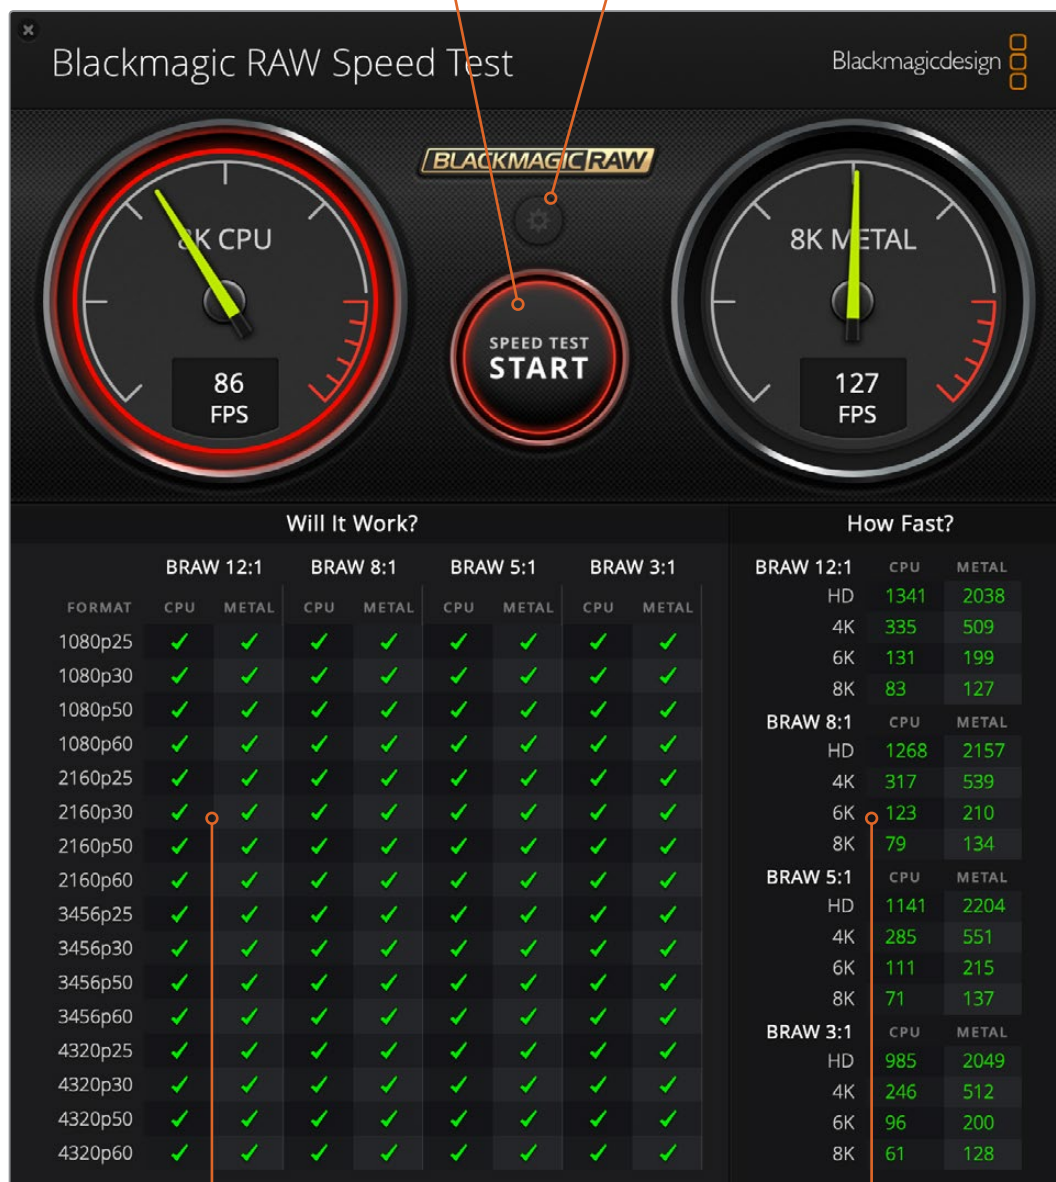 Blackmagic RAW Speed Test
Blackmagicdesign
BLACKMAGIC RAW
8K CPU
86
FPS
SPEED TEST
START
8K METAL
127
FPS
Will It Work?
BRAW 12:1 BRAW 8:1 BRAW 5:1 BRAW 3:1
FORMAT CPU METAL CPU METAL CPU METAL CPU METAL
1080p25
1080p30
1080p50
1080p60
2160p25
2160p30
2160p50
2160p60
3456p25
3456p30
3456p50
3456p60
4320p25
4320p30
4320p50
4320p60
How Fast?
BRAW 12:1 CPU METAL
HD 1341 2038
4K 335 509
6K 131 199
8K 83 127
BRAW 8:1 CPU METAL
HD 1268 2157
4K 317 539
6K 123 210
8K 79 134
BRAW 5:1 CPU METAL
HD 1141 2204
4K 285 551
6K 111 215
8K 71 137
BRAW 3:1 CPU METAL
HD 985 2049
4K 246 512
6K 96 200
8K 61 128